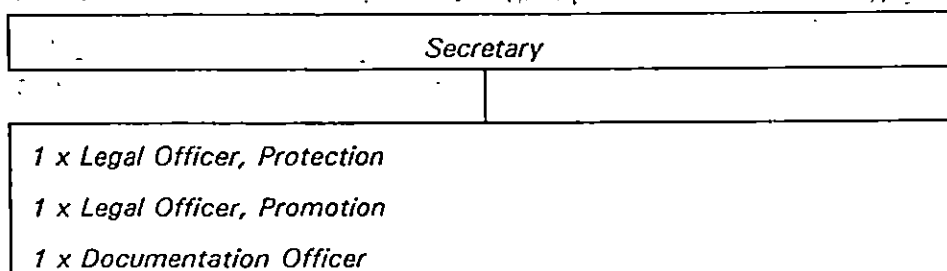 Secretary
1 x Legal Officer, Protection
1 x Legal Officer, Promotion
1 x Documentation Officer